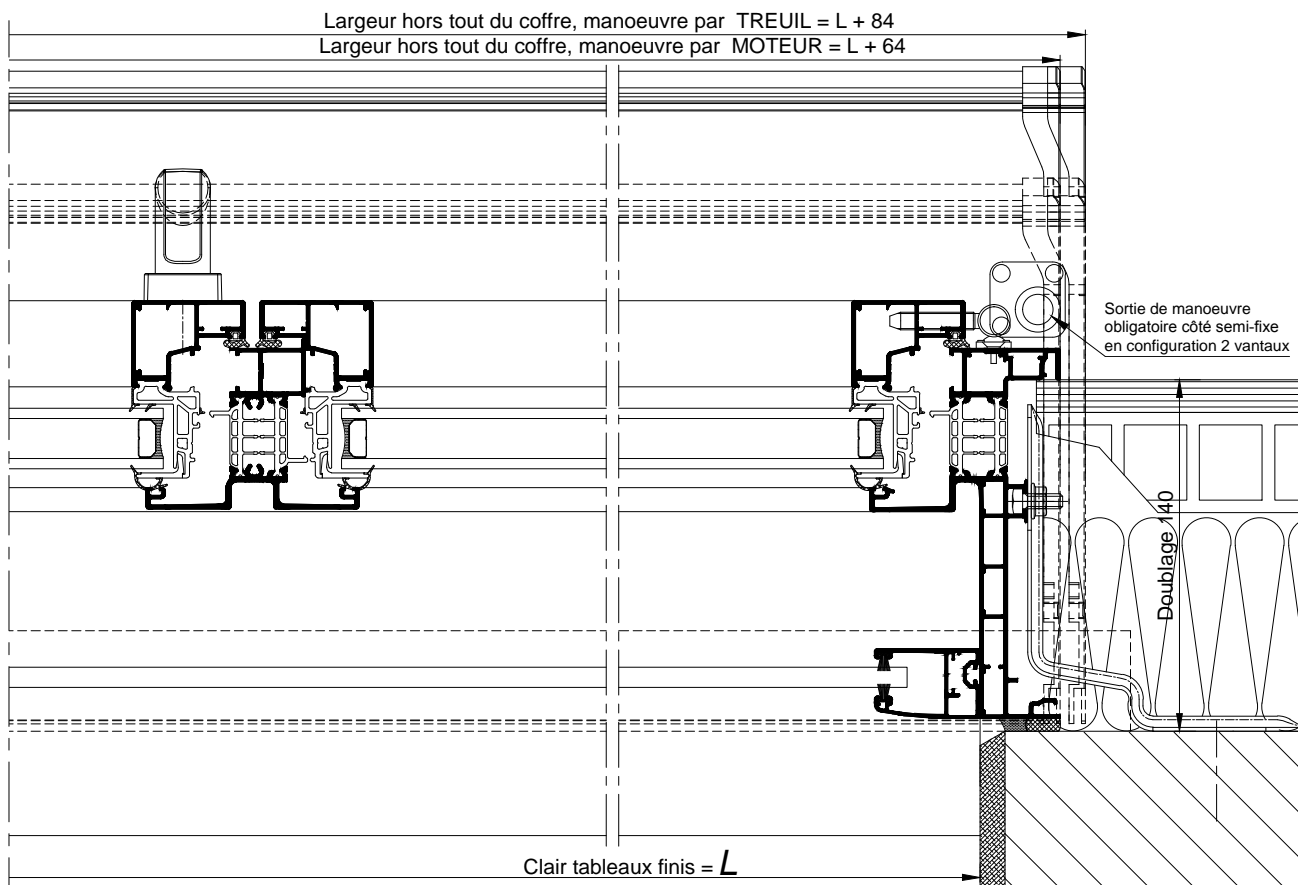 Largeur hors tout du coffre, manoeuvre par TREUIL = L + 84
Largeur hors tout du coffre, manoeuvre par MOTEUR = L + 64
Sortie de manoeuvre
obligatoire côté semi-fixe
en configuration 2 vantaux
Doublage 140
Clair tableaux finis = L